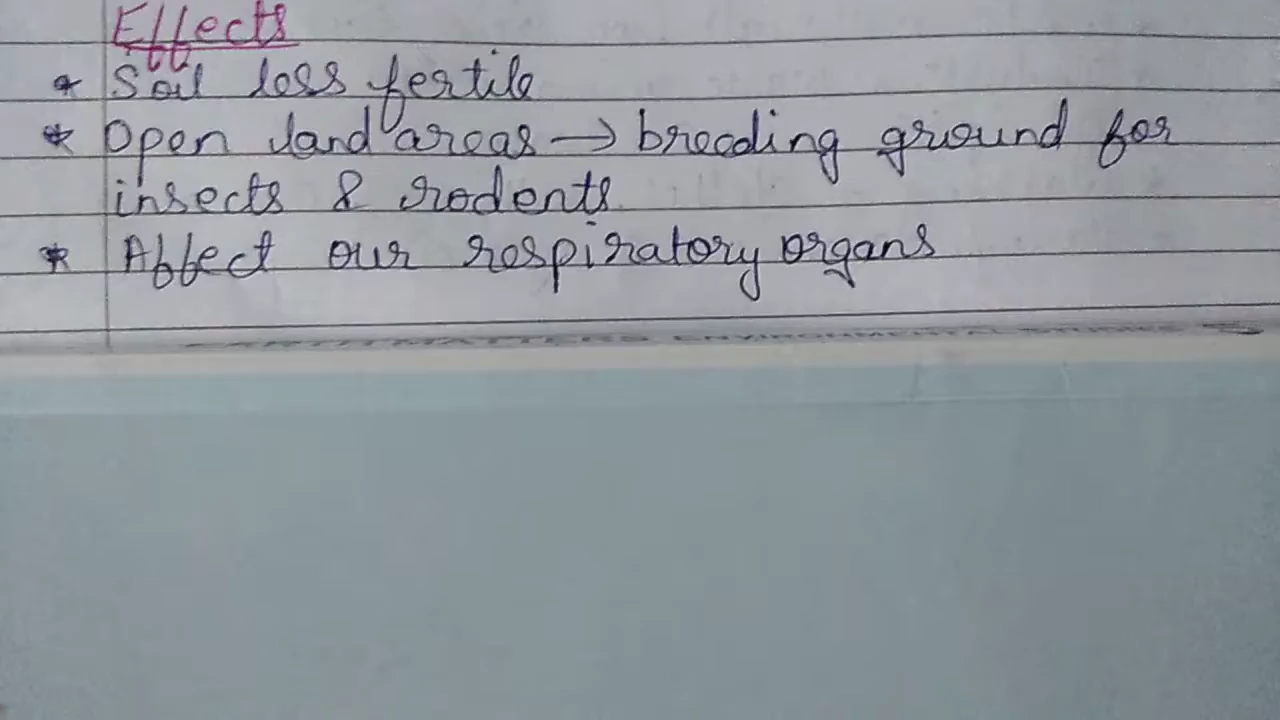 Effects
* Soil less fertile
* Open land areas → breeding ground for
insects & rodents
* Affect our respiratory organs